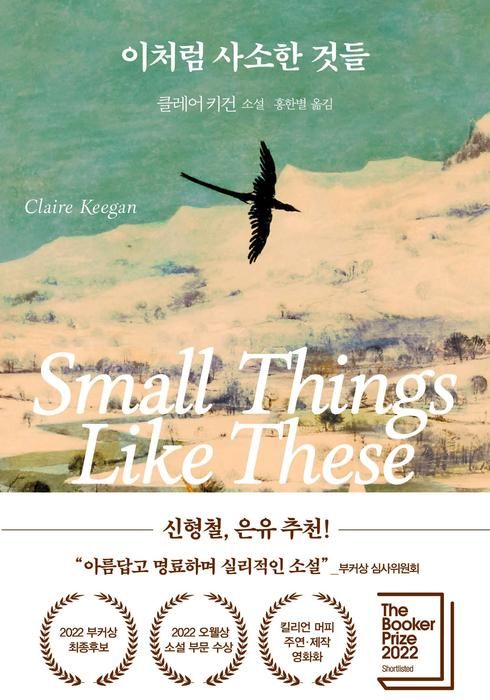 이처럼 사소한 것들
클레어 키건 소설 홍한별 옮김
Claire Keegan
Small Things
Like These
신형철, 은유 추천!
“아름답고 명료하며 실리적인 소설”_부커상 심사위원회
2022 부커상
최종후보
2022 오웰상
소설 부문 수상
킬리언 머피
주연·제작
영화화
The
Booker
Prize
2022
Shortlisted